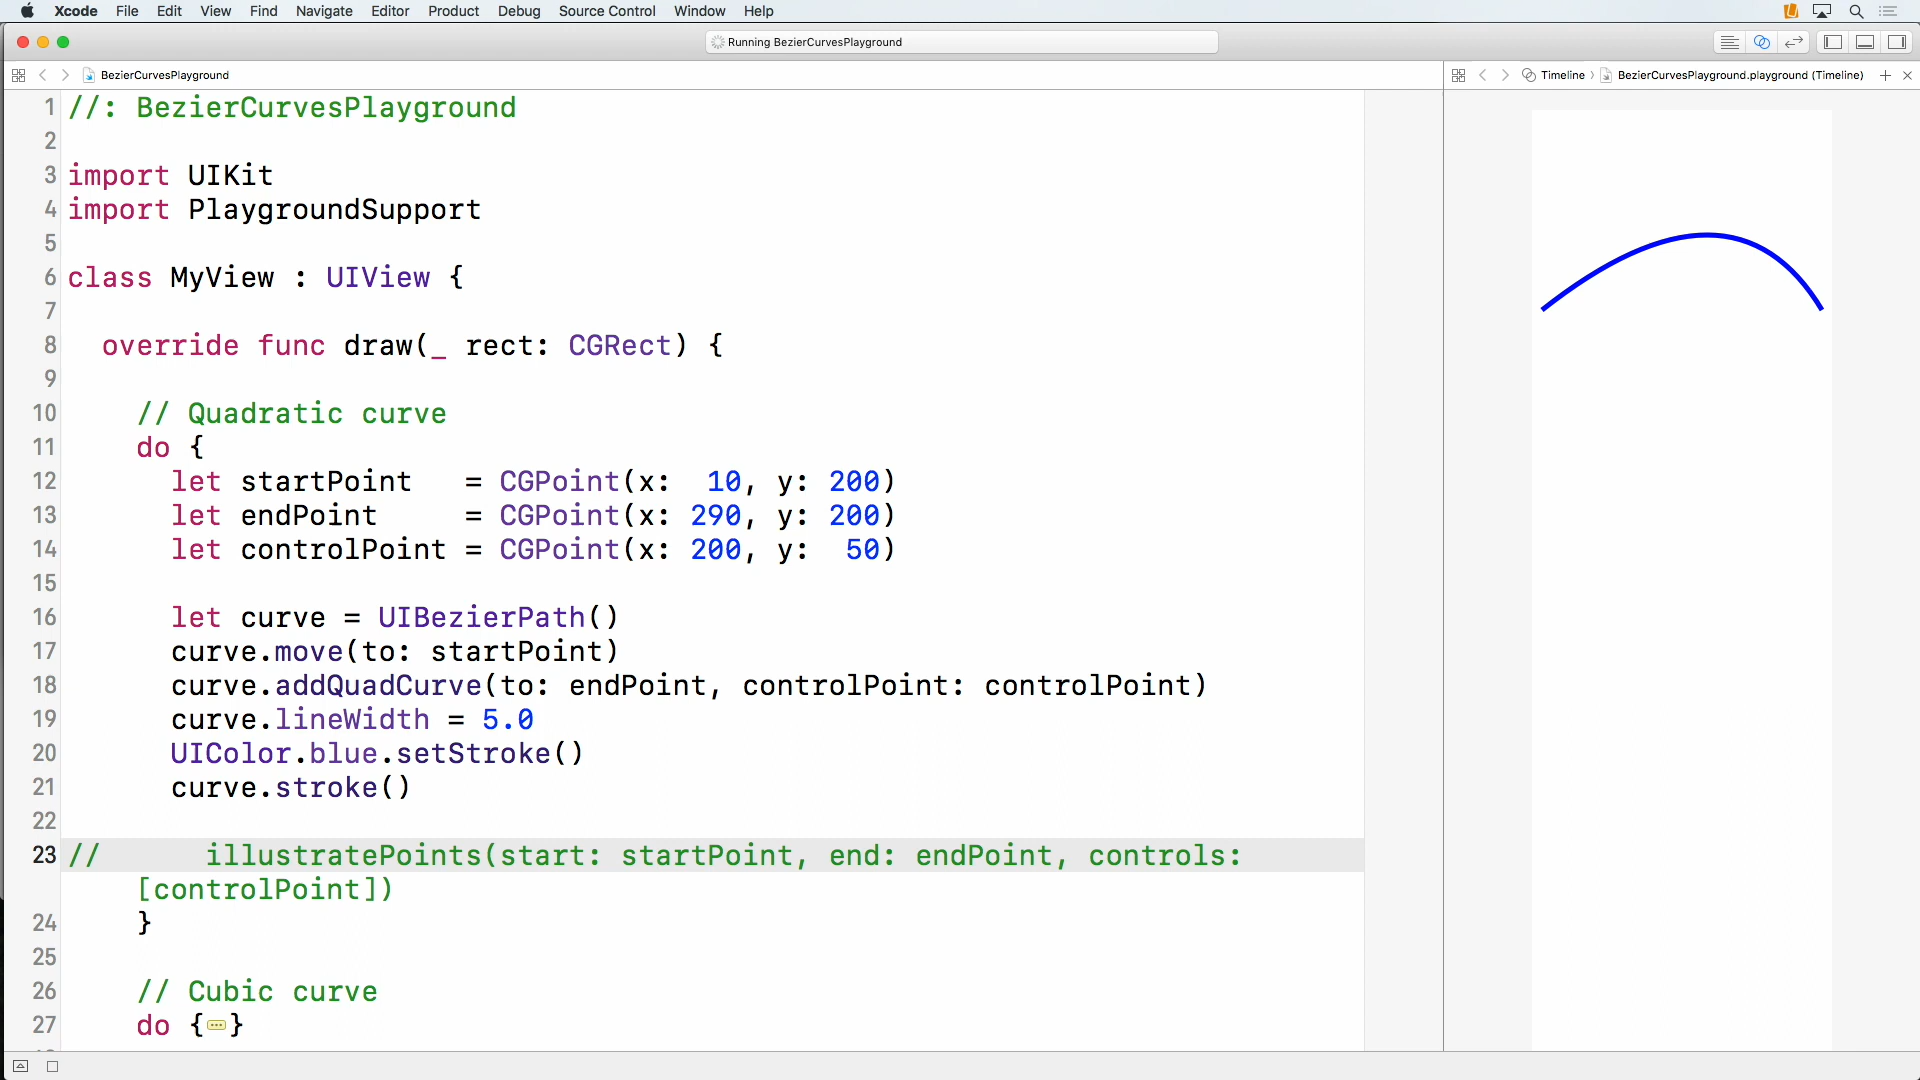 Xcode File Edit View Find Navigate Editor Product Debug Source Control Window Help
Running BezierCurvesPlayground
BezierCurvesPlayground
Timeline BezierCurvesPlayground.playground (Timeline)
1 //: BezierCurvesPlayground
2
3 import UIKit
4 import PlaygroundSupport
5
6 class MyView : UIView {
7
8 override func draw(_ rect: CGRect) {
9
10 // Quadratic curve
11 do {
12 let startPoint = CGPoint(x: 10, y: 200)
13 let endPoint = CGPoint(x: 290, y: 200)
14 let controlPoint = CGPoint(x: 200, y: 50)
15
16 let curve = UIBezierPath()
17 curve.move(to: startPoint)
18 curve.addQuadCurve(to: endPoint, controlPoint: controlPoint)
19 curve.lineWidth = 5.0
20 UIColor.blue.setStroke()
21 curve.stroke()
22
23 // illustratePoints(start: startPoint, end: endPoint, controls:
[controlPoint])
24 }
25
26 // Cubic curve
27 do {…}